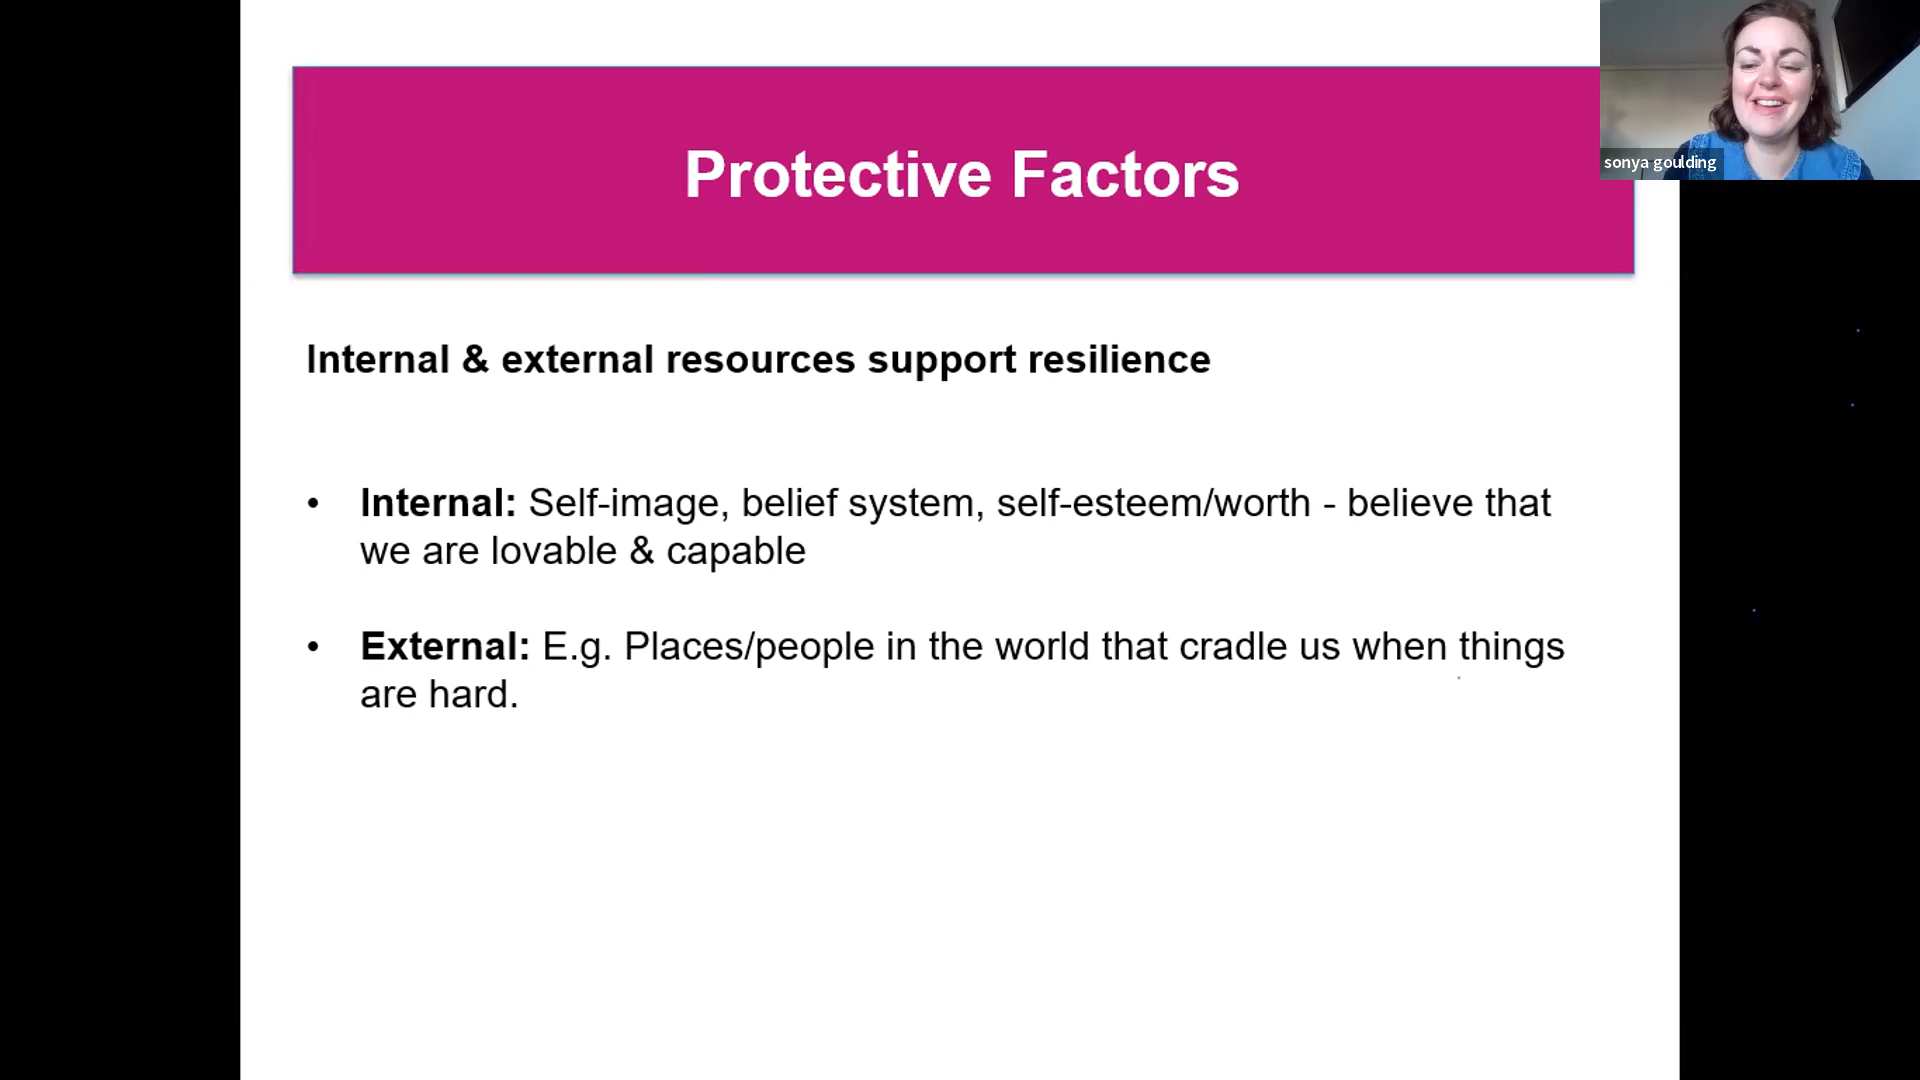 Protective Factors
sonya goulding
Internal & external resources support resilience
• Internal: Self-image, belief system, self-esteem/worth - believe that
we are lovable & capable
• External: E.g. Places/people in the world that cradle us when things
are hard.